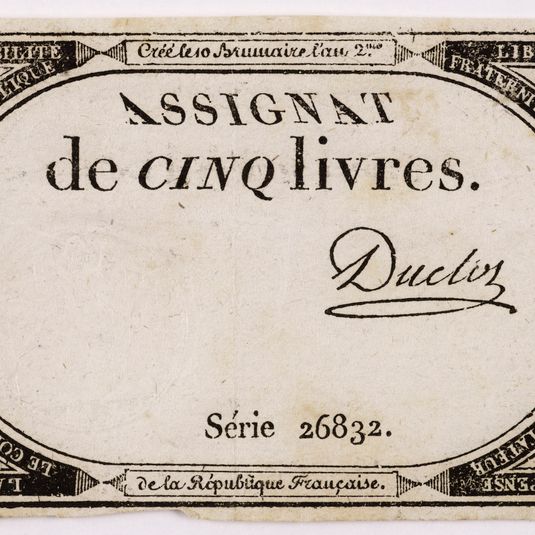 Créé le 10 Brumaire l'an 2.me
ASSIGNAT
de CINQ livres.
Duclos
Série 26832.
de la République Française.